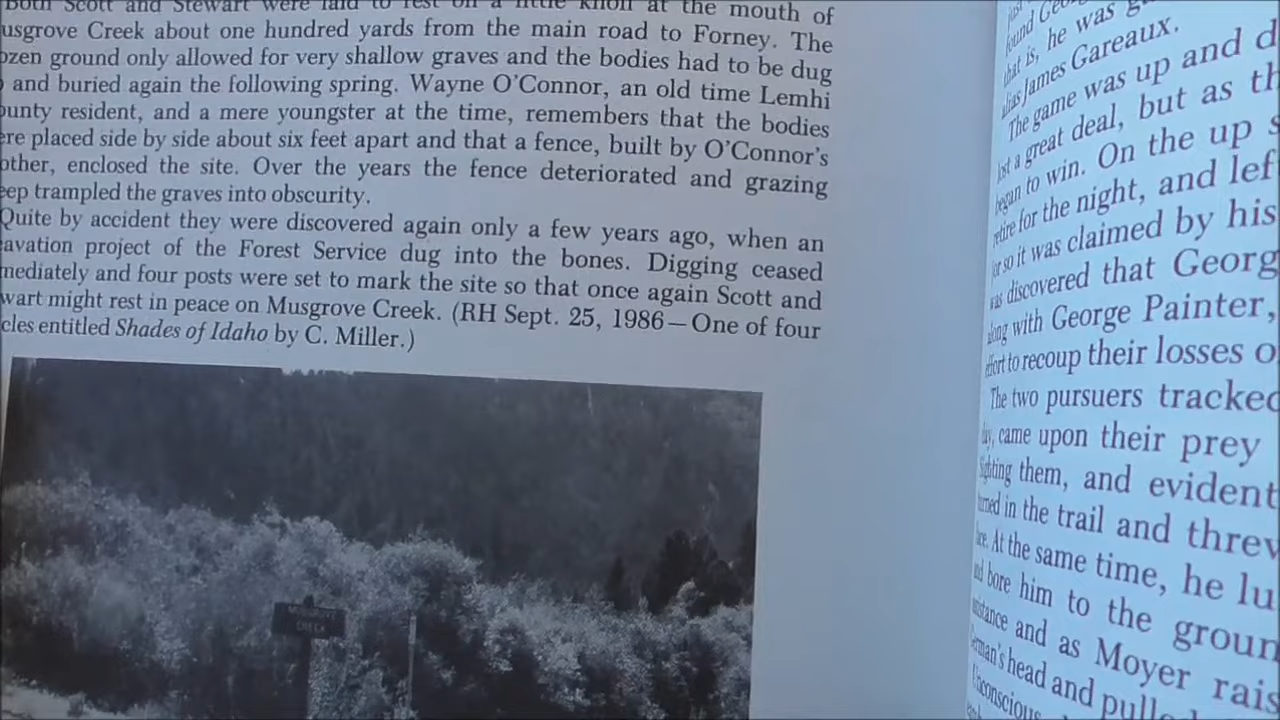 Both Scott and Stewart were laid to rest on a little knoll at the mouth of
usgrove Creek about one hundred yards from the main road to Forney. The
ozen ground only allowed for very shallow graves and the bodies had to be dug
and buried again the following spring. Wayne O'Connor, an old time Lemhi
ounty resident, and a mere youngster at the time, remembers that the bodies
ere placed side by side about six feet apart and that a fence, built by O'Connor's
other, enclosed the site. Over the years the fence deteriorated and grazing
eep trampled the graves into obscurity.
Quite by accident they were discovered again only a few years ago, when an
avation project of the Forest Service dug into the bones. Digging ceased
mediately and four posts were set to mark the site so that once again Scott and
wart might rest in peace on Musgrove Creek. (RH Sept. 25, 1986—One of four
cles entitled Shades of Idaho by C. Miller.)
CREEK
just
found Geo
that is, he was g
alias James Gareaux.
The game was up and d
lost a great deal, but as th
began to win. On the up s
retire for the night, and lef
or so it was claimed by his
was discovered that Georg
along with George Painter,
effort to recoup their losses o
The two pursuers tracked
day, came upon their prey
Sighting them, and evident
turned in the trail and threw
face. At the same time, he lu
and bore him to the groun
assistance and as Moyer rais
German's head and pulled
Unconscious